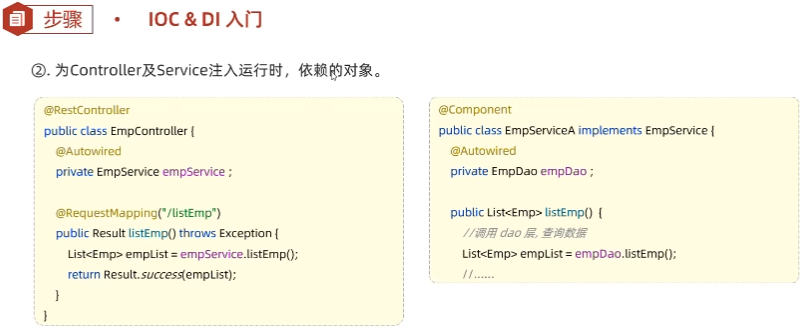 步骤 • IOC & DI 入门
②. 为Controller及Service注入运行时，依赖的对象。
@RestController
public class EmpController {
@Autowired
private EmpService empService ;
@RequestMapping("/listEmp")
public Result listEmp() throws Exception {
List<Emp> empList = empService.listEmp();
return Result.success(empList);
}
}
@Component
public class EmpServiceA implements EmpService {
@Autowired
private EmpDao empDao ;
public List<Emp> listEmp() {
//调用 dao 层, 查询数据
List<Emp> empList = empDao.listEmp();
//......